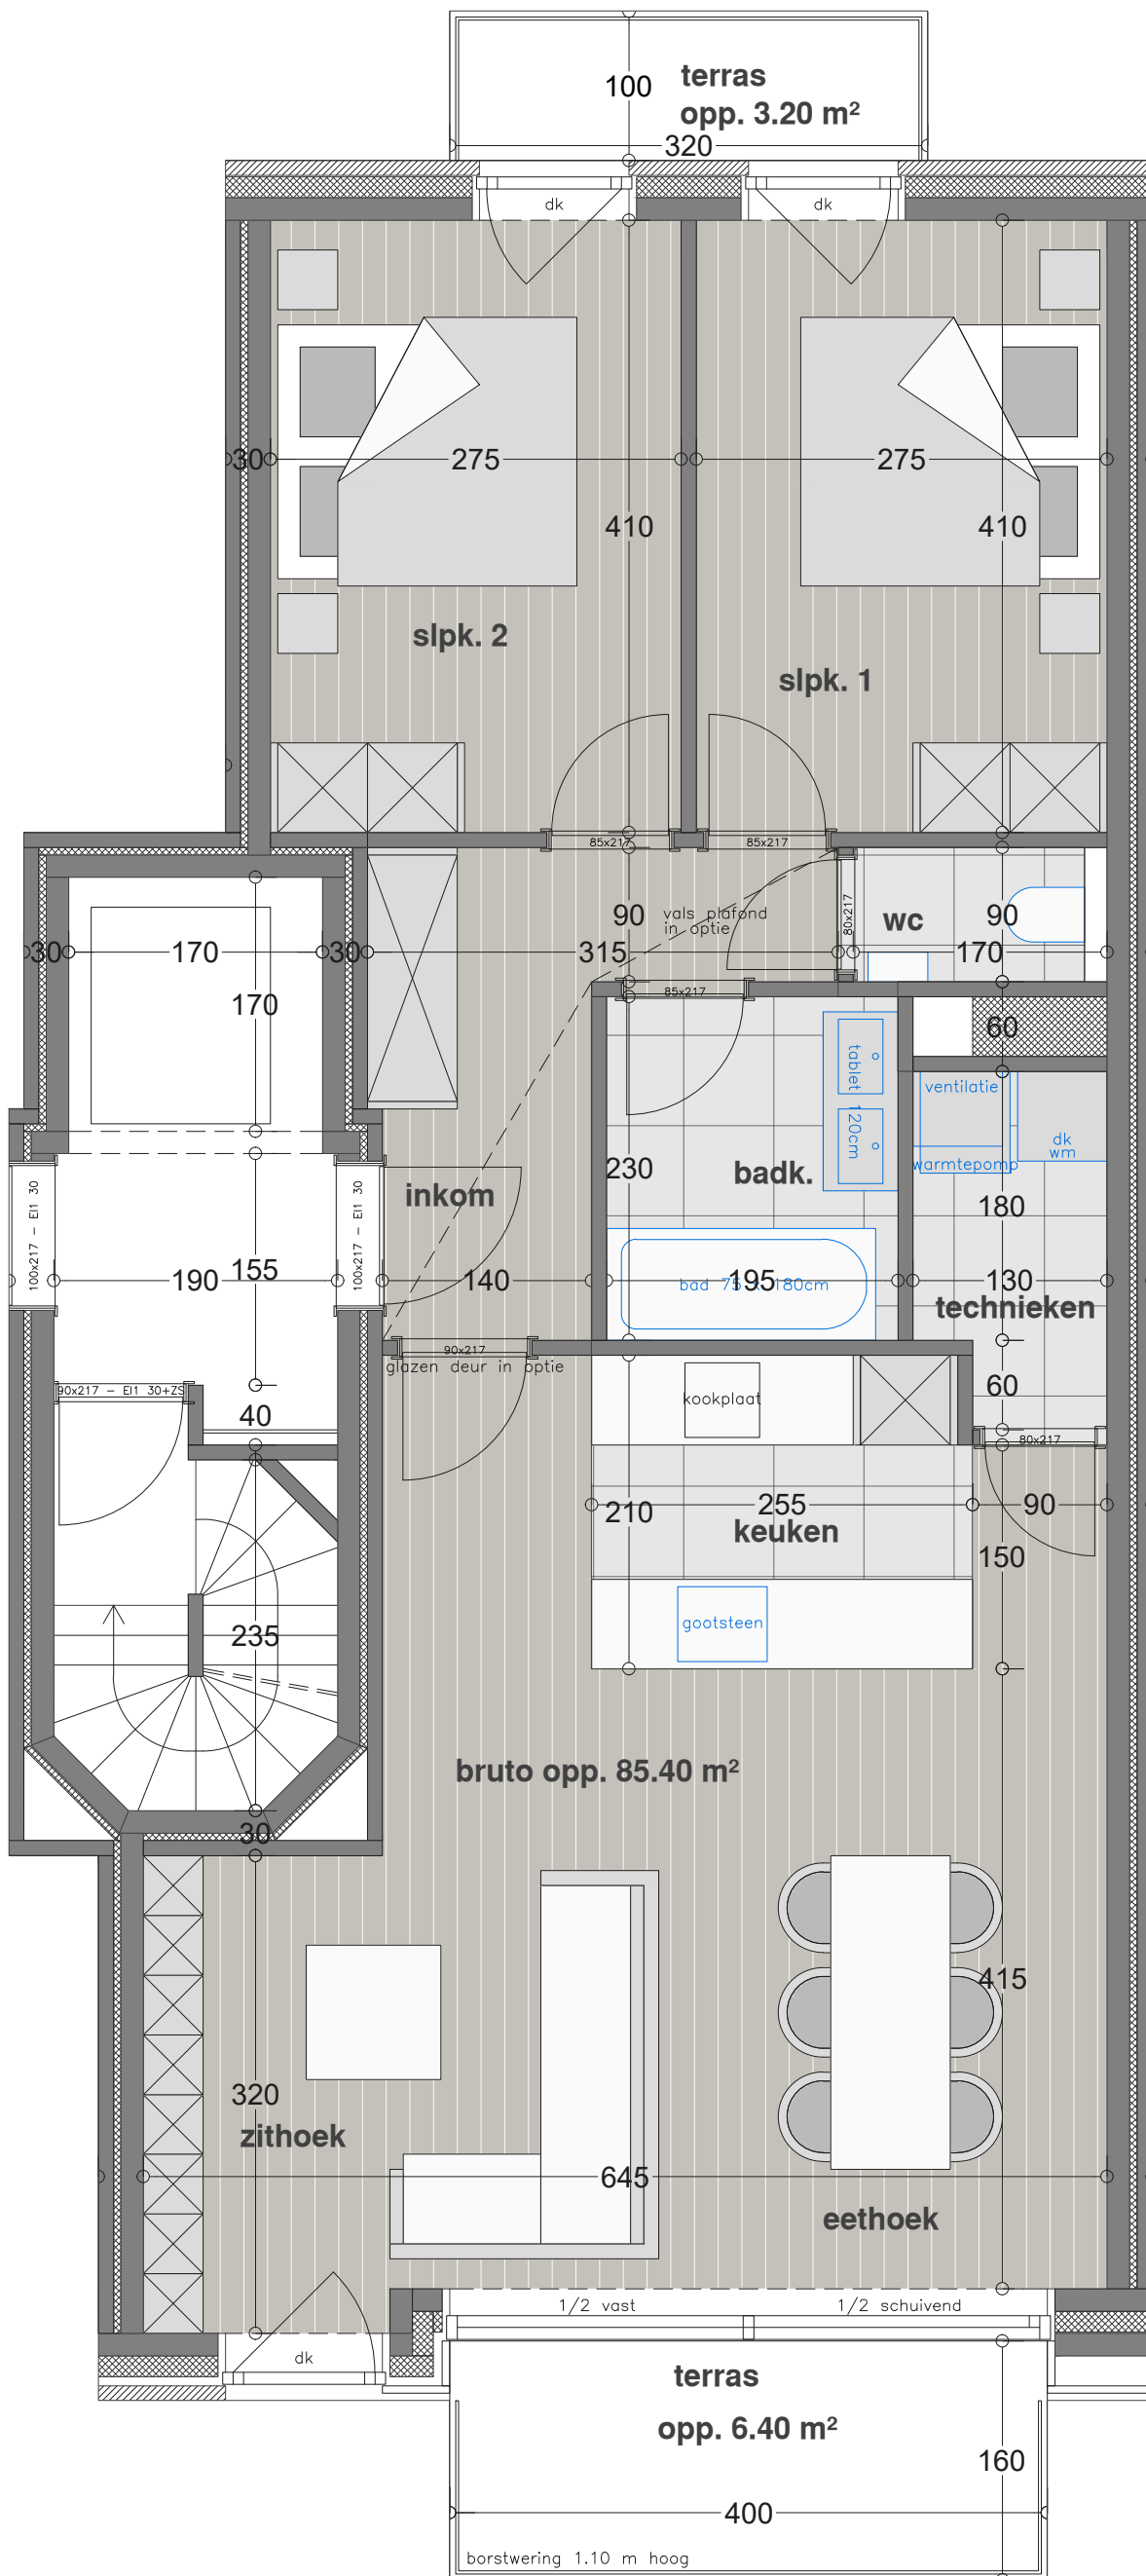 terras
100
opp. 3.20 m²
320
dk
dk
30
275
275
410
410
slpk. 2
slpk. 1
85x217
85x217
90
vals plafond
in optie
80x217
wc
90
30
170
30
315
170
170
85x217
60
tablet 120cm
ventilatie
dk
wm
warmtepomp
230
badk.
inkom
180
100x217 - EI1 30
100x217 - EI1 30
190
155
140
bad 75 x 180cm
195
130
technieken
90x217
glazen deur in optie
90x217 - EI1 30+ZS
kookplaat
60
40
80x217
210
255
90
keuken
150
gootsteen
235
bruto opp. 85.40 m²
30
415
320
zithoek
645
eethoek
1/2 vast
1/2 schuivend
dk
terras
opp. 6.40 m²
160
400
borstwering 1.10 m hoog